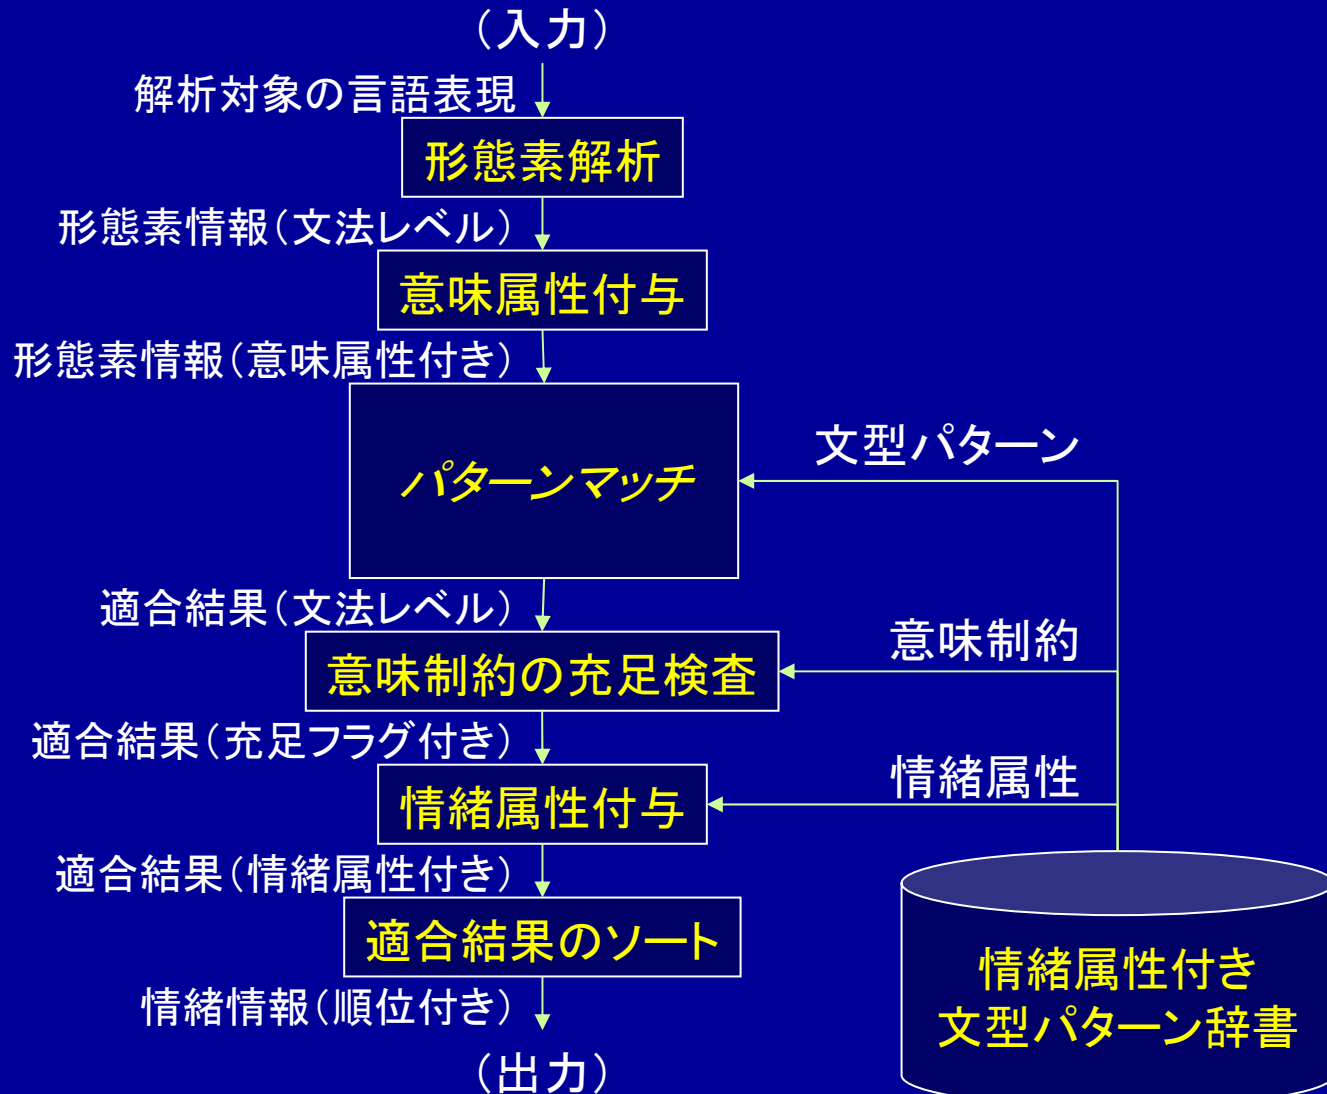 （入力）
解析対象の言語表現
形態素解析
形態素情報（文法レベル）
意味属性付与
形態素情報（意味属性付き）
文型パターン
パターンマッチ
適合結果（文法レベル）
意味制約
意味制約の充足検査
適合結果（充足フラグ付き）
情緒属性
情緒属性付与
適合結果（情緒属性付き）
適合結果のソート
情緒属性付き
文型パターン辞書
情緒情報（順位付き）
（出力）